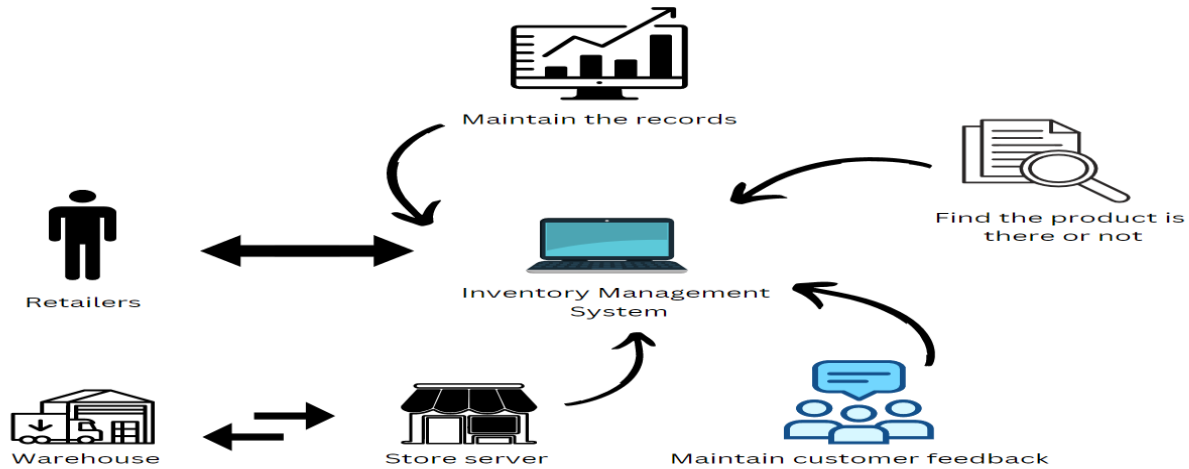 Maintain the records
Find the product is
there or not
Retailers
Inventory Management
System
Warehouse
Store server
Maintain customer feedback